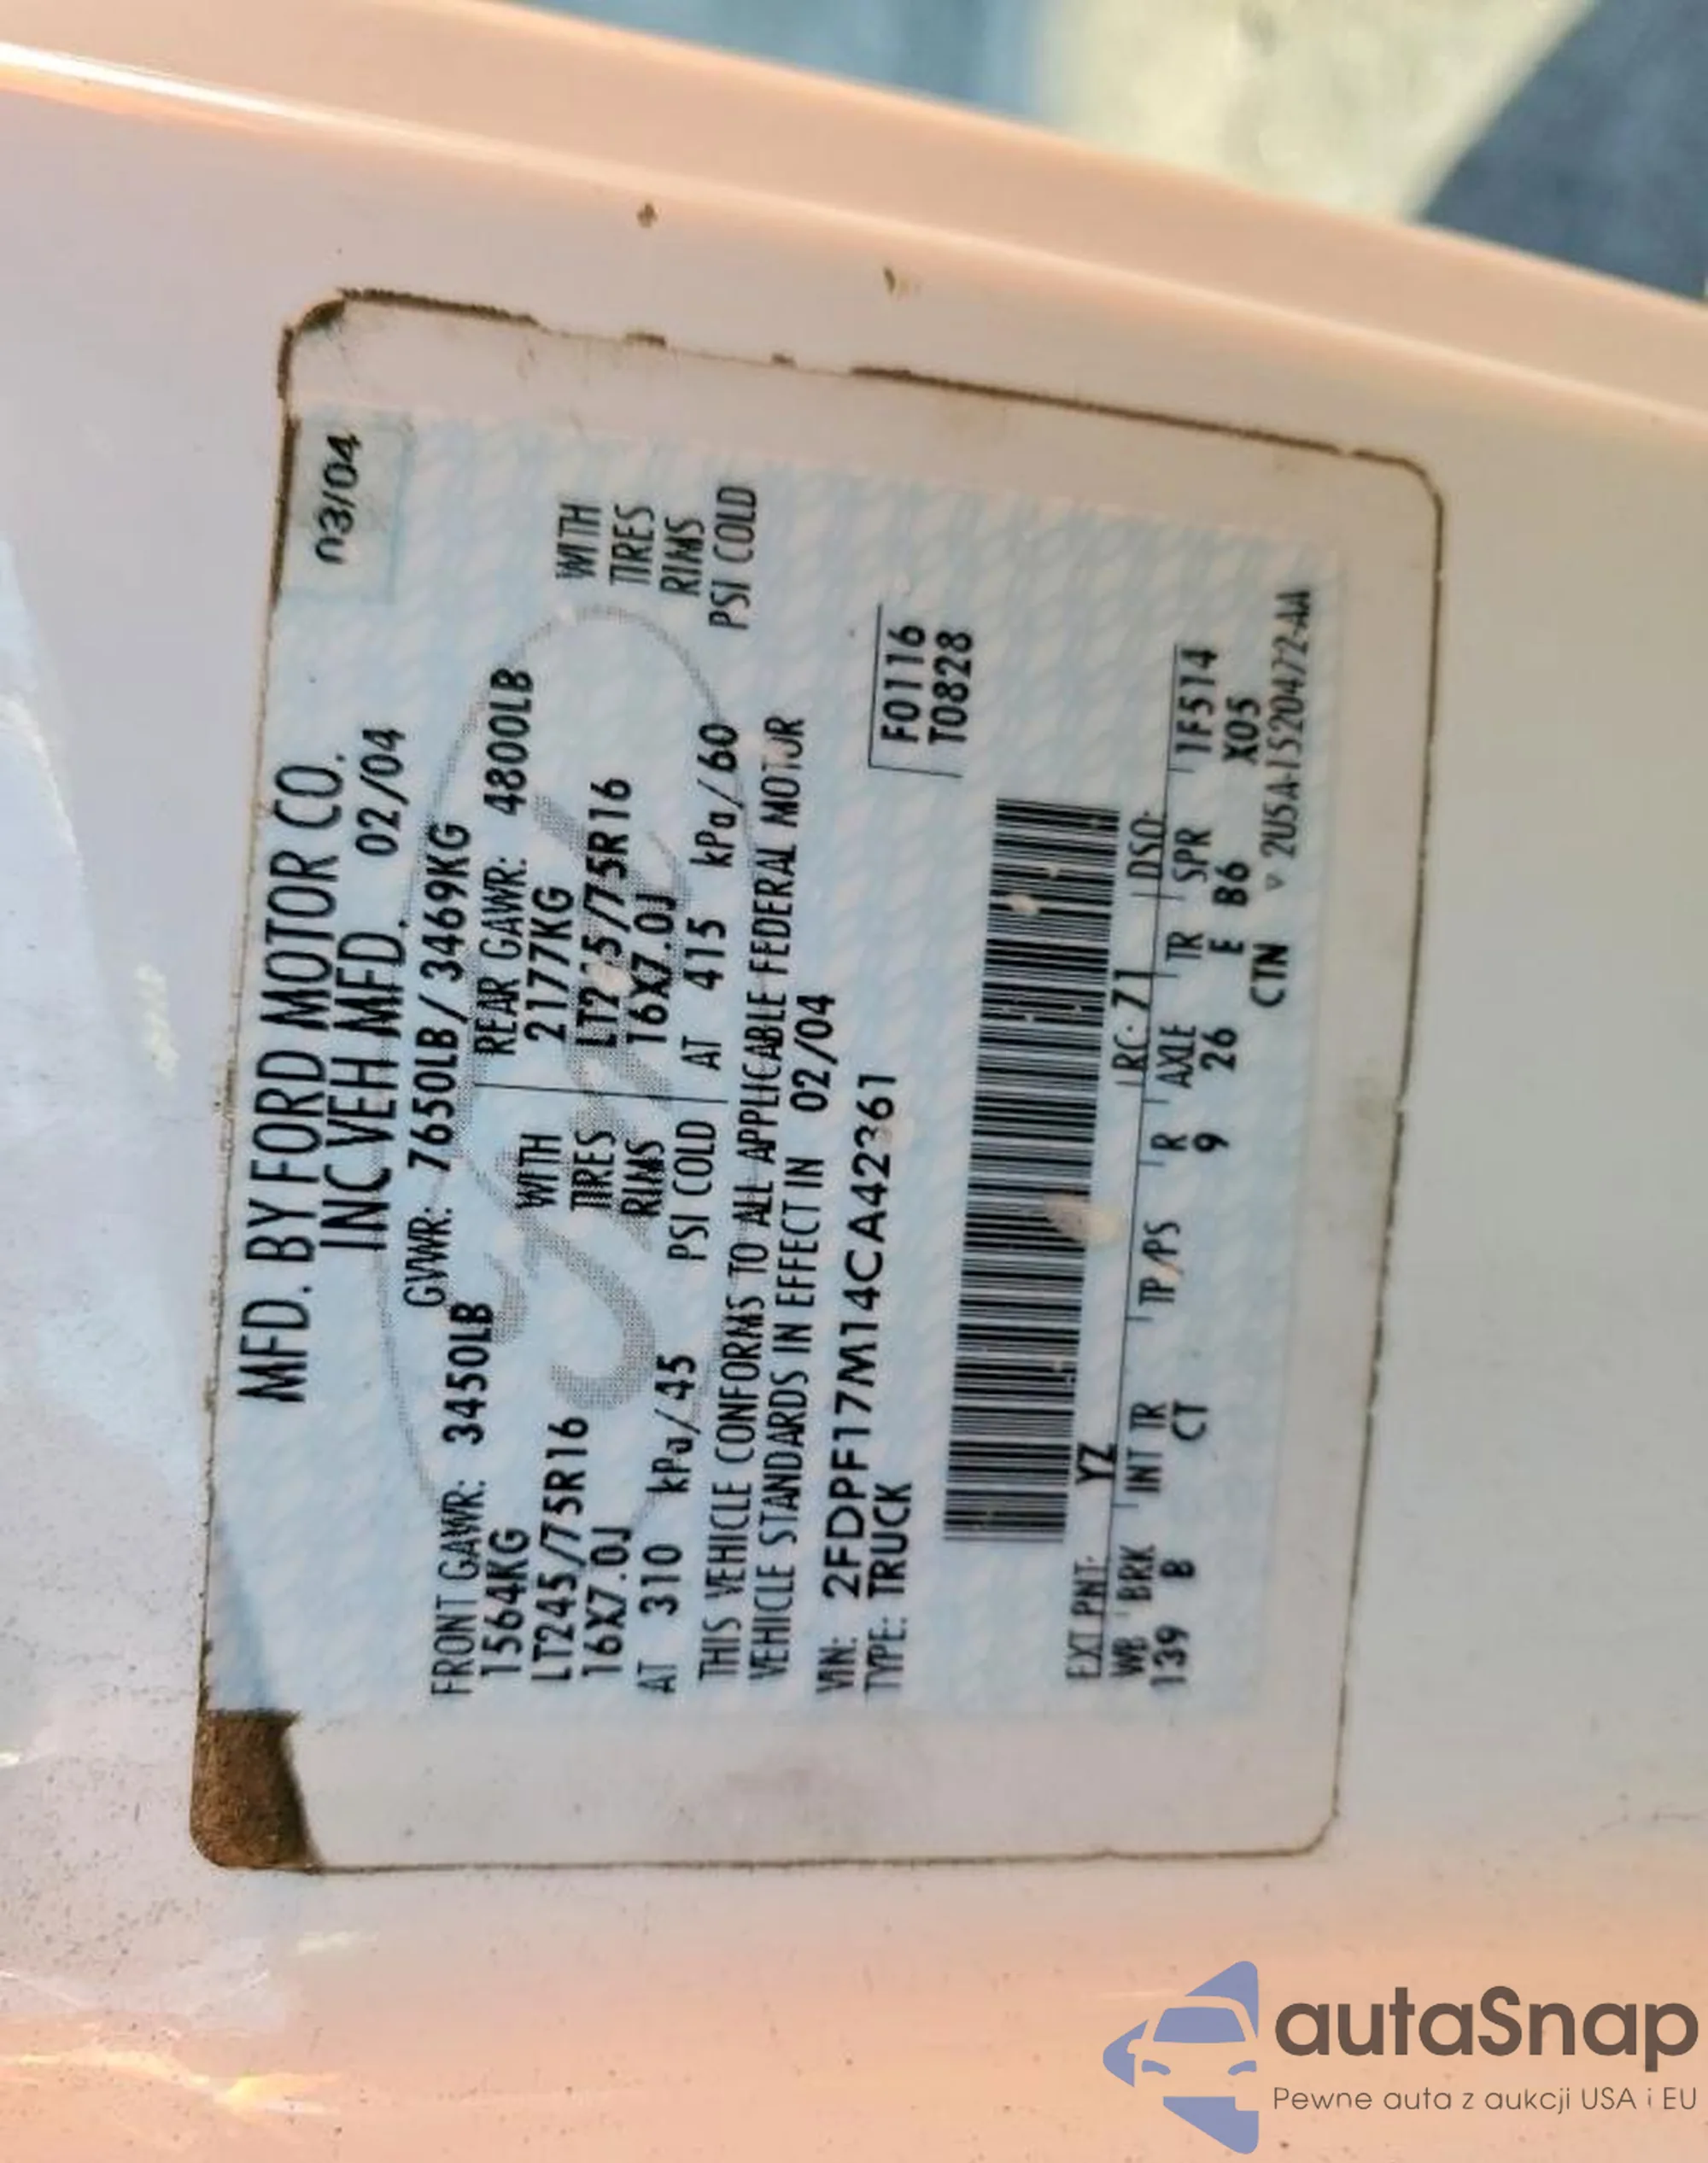 03/04
MFD. BY FORD MOTOR CO.
INC VEH MFD. 02/04
GVWR: 7650LB/3469KG
FRONT GAWR: 3450LB REAR GAWR: 4800LB
1564KG WITH 2177KG WITH
LT245/75R16 TIRES LT245/75R16 TIRES
16X7.0J RIMS 16X7.0J RIMS
AT 310 kPa/45 PSI COLD AT 415 kPa/60 PSI COLD
THIS VEHICLE CONFORMS TO ALL APPLICABLE FEDERAL MOTOR
VEHICLE STANDARDS IN EFFECT IN 02/04
VIN: 2FDPF17M14CA42361
TYPE: TRUCK
F0116
T0828
EXT PNT: YZ RC: Z1 DSO:
WB BRK INT TR TP/PS R AXLE TR SPR 1F514
139 B CT 9 26 E B6 X05
CTN ▽ 2U5A-1520472-AA
autaSnap
Pewne auta z aukcji USA i EU